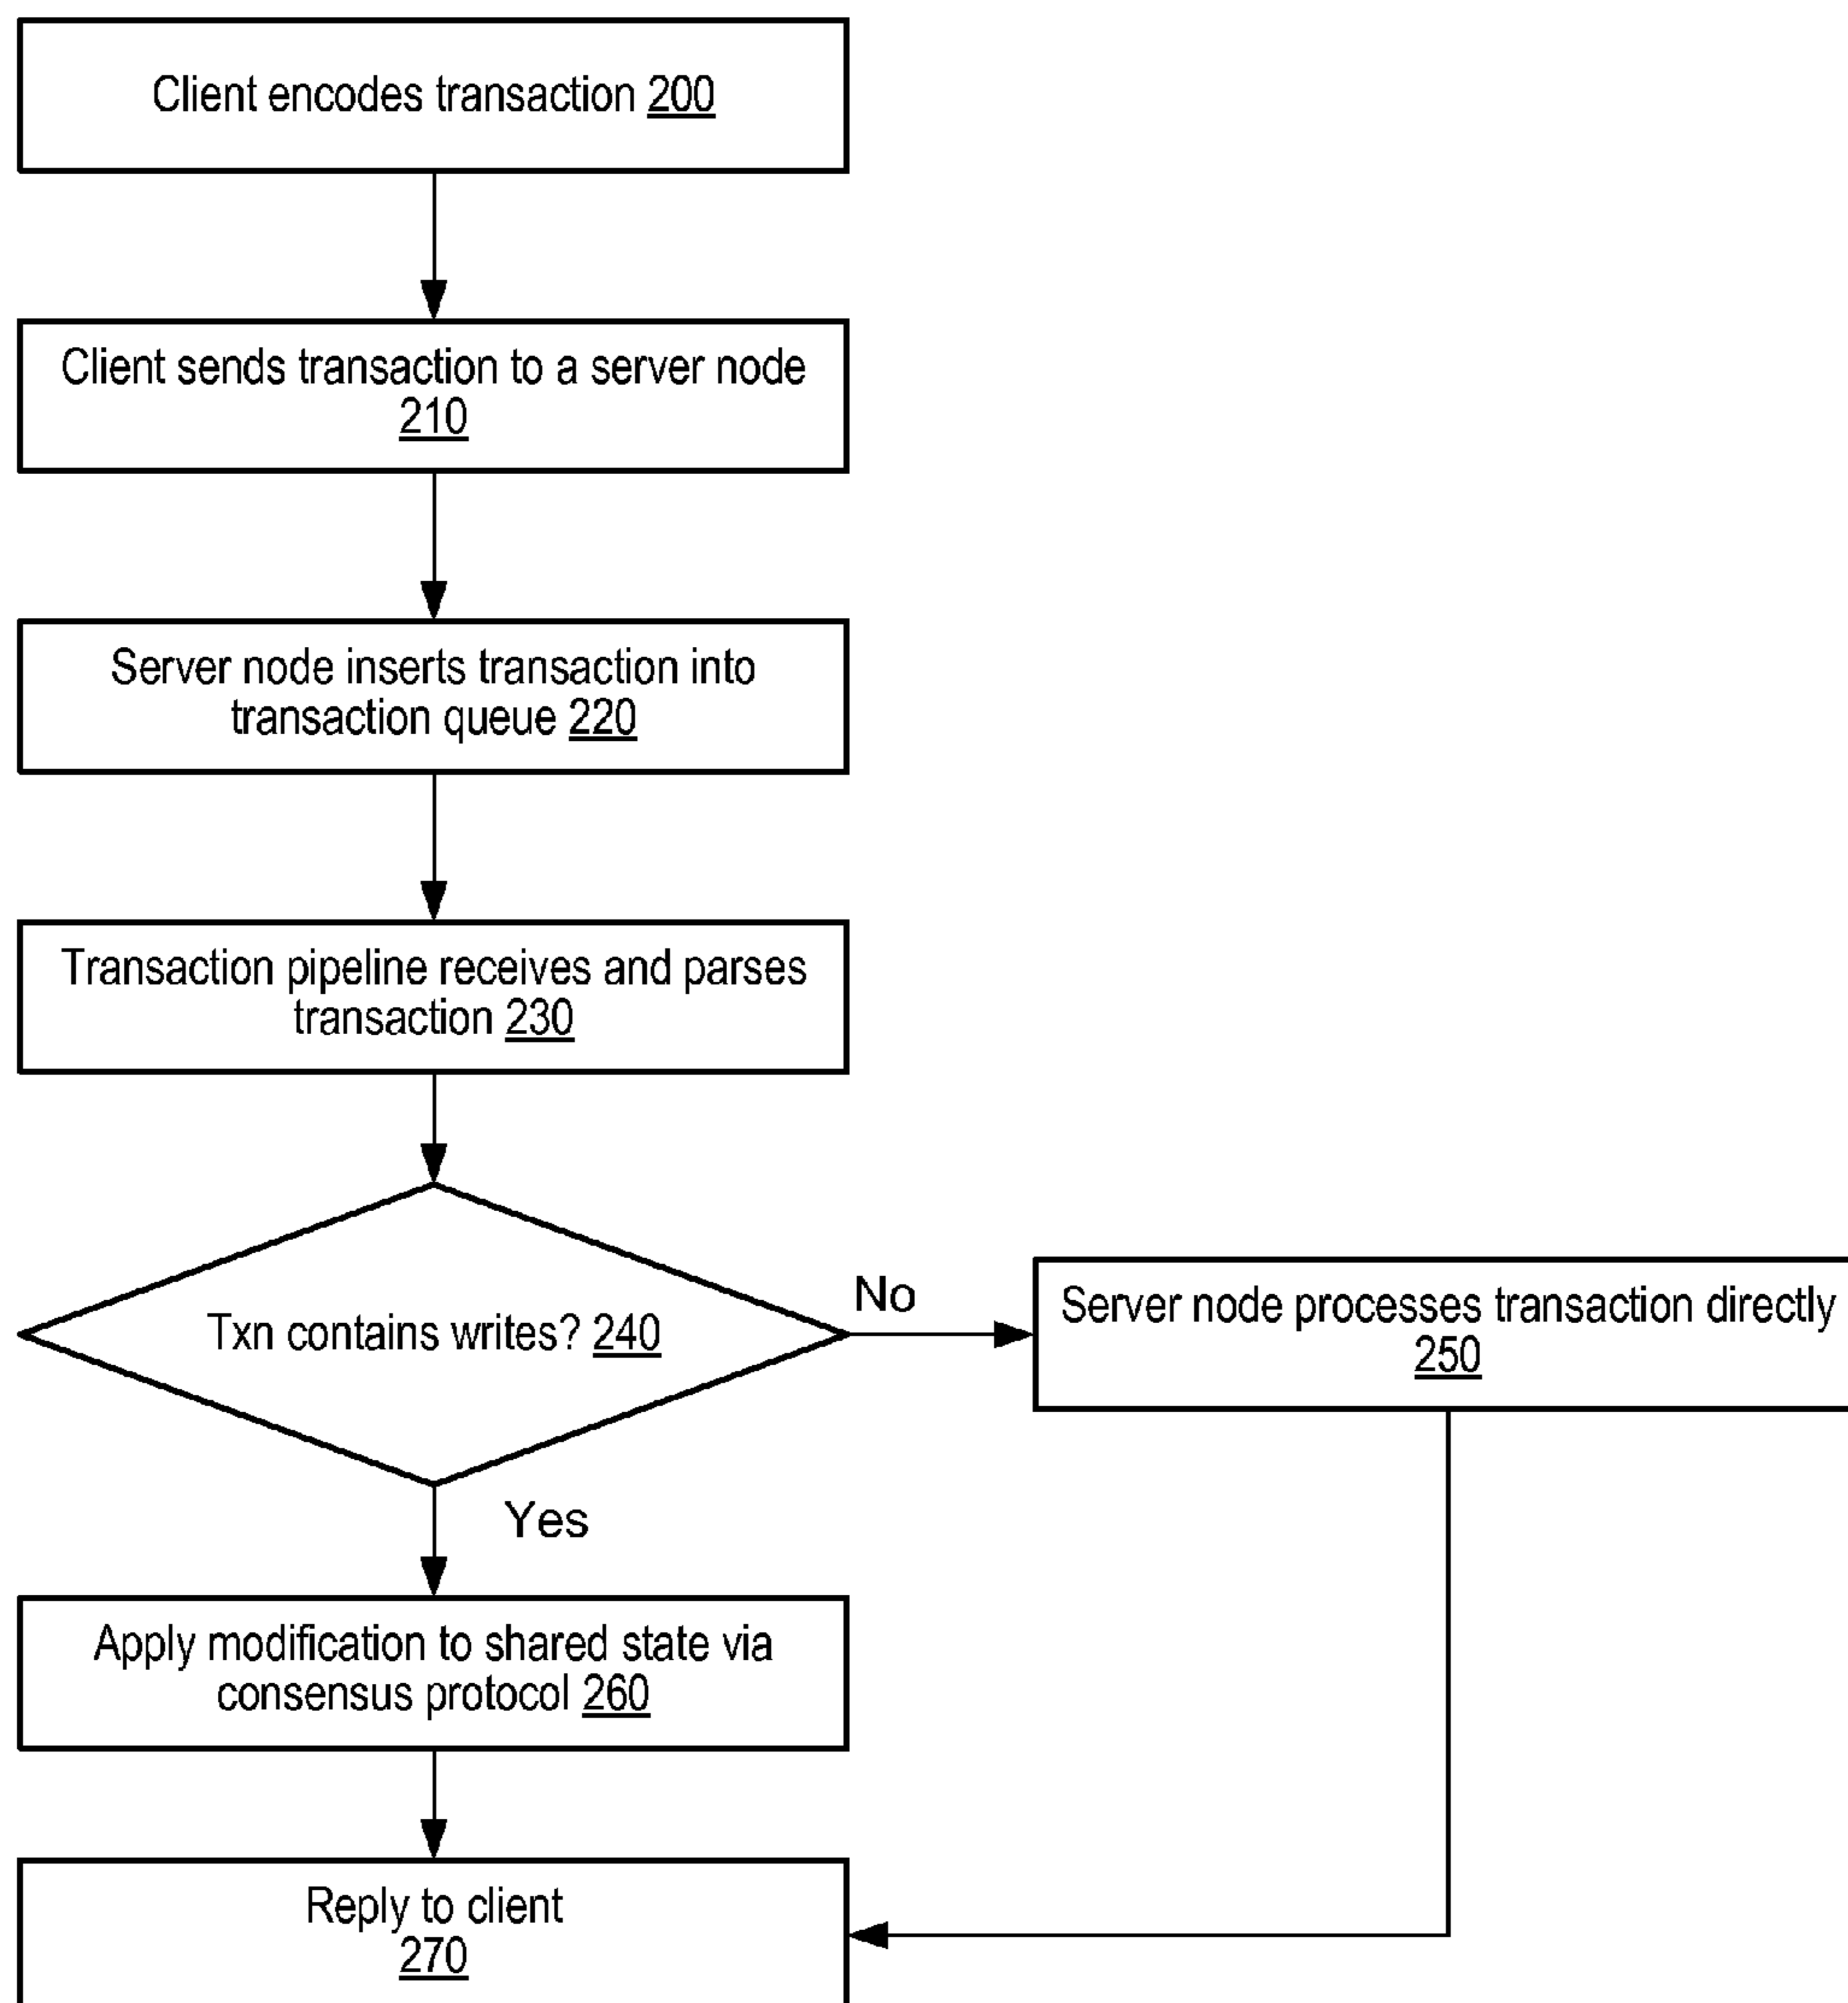 Client encodes transaction 200
Client sends transaction to a server node
210
Server node inserts transaction into
transaction queue 220
Transaction pipeline receives and parses
transaction 230
Txn contains writes? 240
No
Server node processes transaction directly
250
Yes
Apply modification to shared state via
consensus protocol 260
Reply to client
270